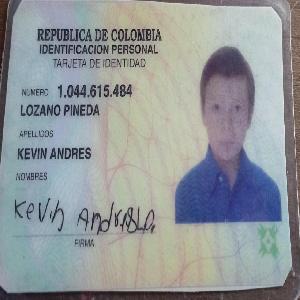 REPUBLICA DE COLOMBIA
IDENTIFICACION PERSONAL
TARJETA DE IDENTIDAD
NUMERO 1.044.615.484
LOZANO PINEDA
APELLIDOS
KEVIN ANDRES
NOMBRES
Kevin
FIRMA